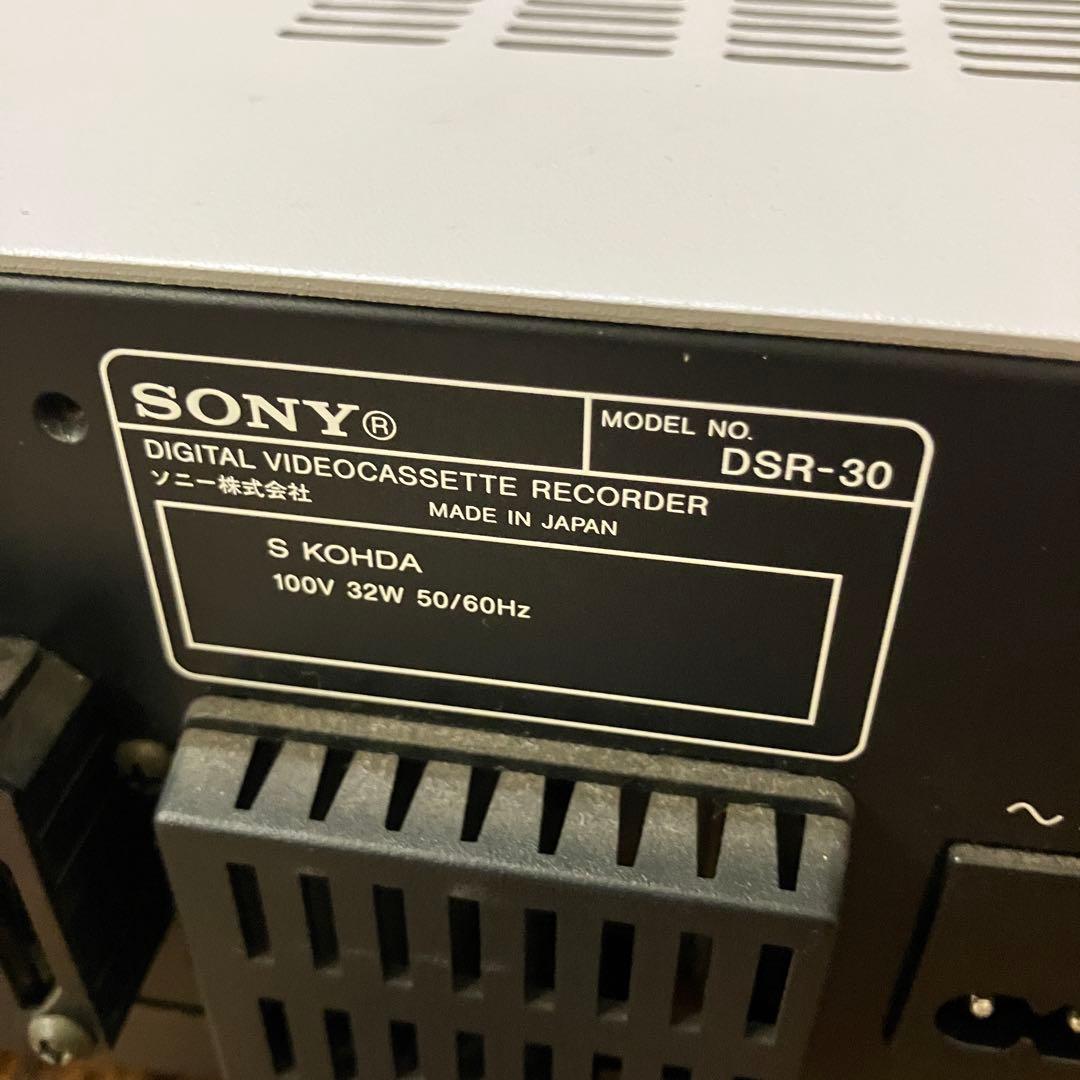 SONY®
MODEL NO.
DSR-30
DIGITAL VIDEOCASSETTE RECORDER
ソニー株式会社
MADE IN JAPAN
S KOHDA
100V 32W 50/60Hz
~